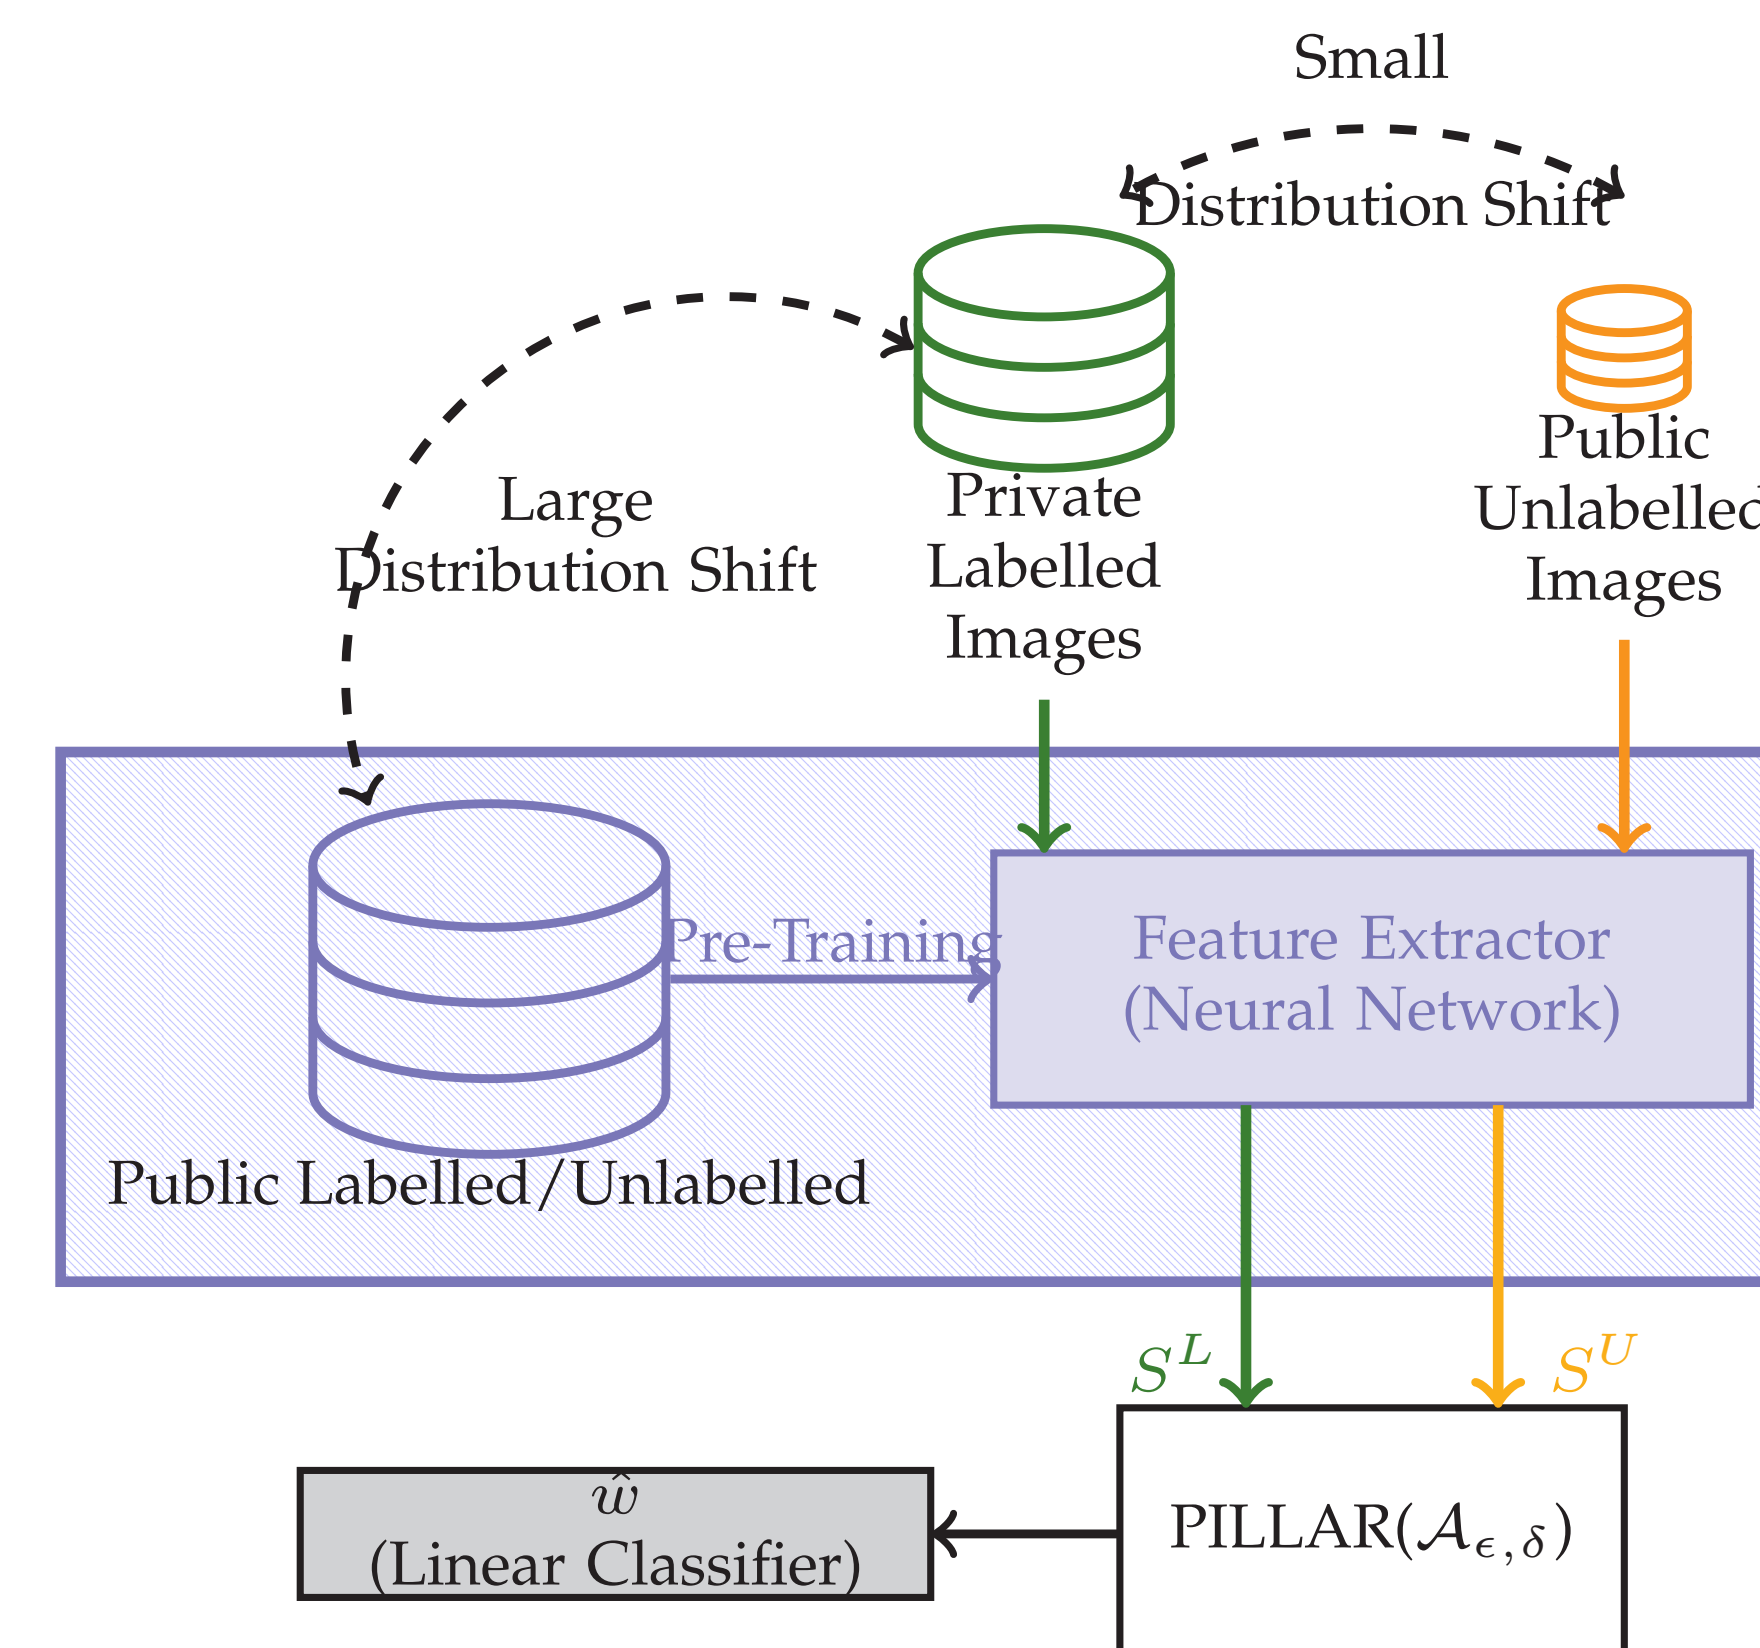 Small
Distribution Shift
Large
Distribution Shift
Private
Labelled
Images
Public
Unlabelled
Images
Pre-Training
Feature Extractor
(Neural Network)
Public Labelled/Unlabelled
S^L
S^U
ŵ
(Linear Classifier)
PILLAR(𝒜_{ϵ,δ})